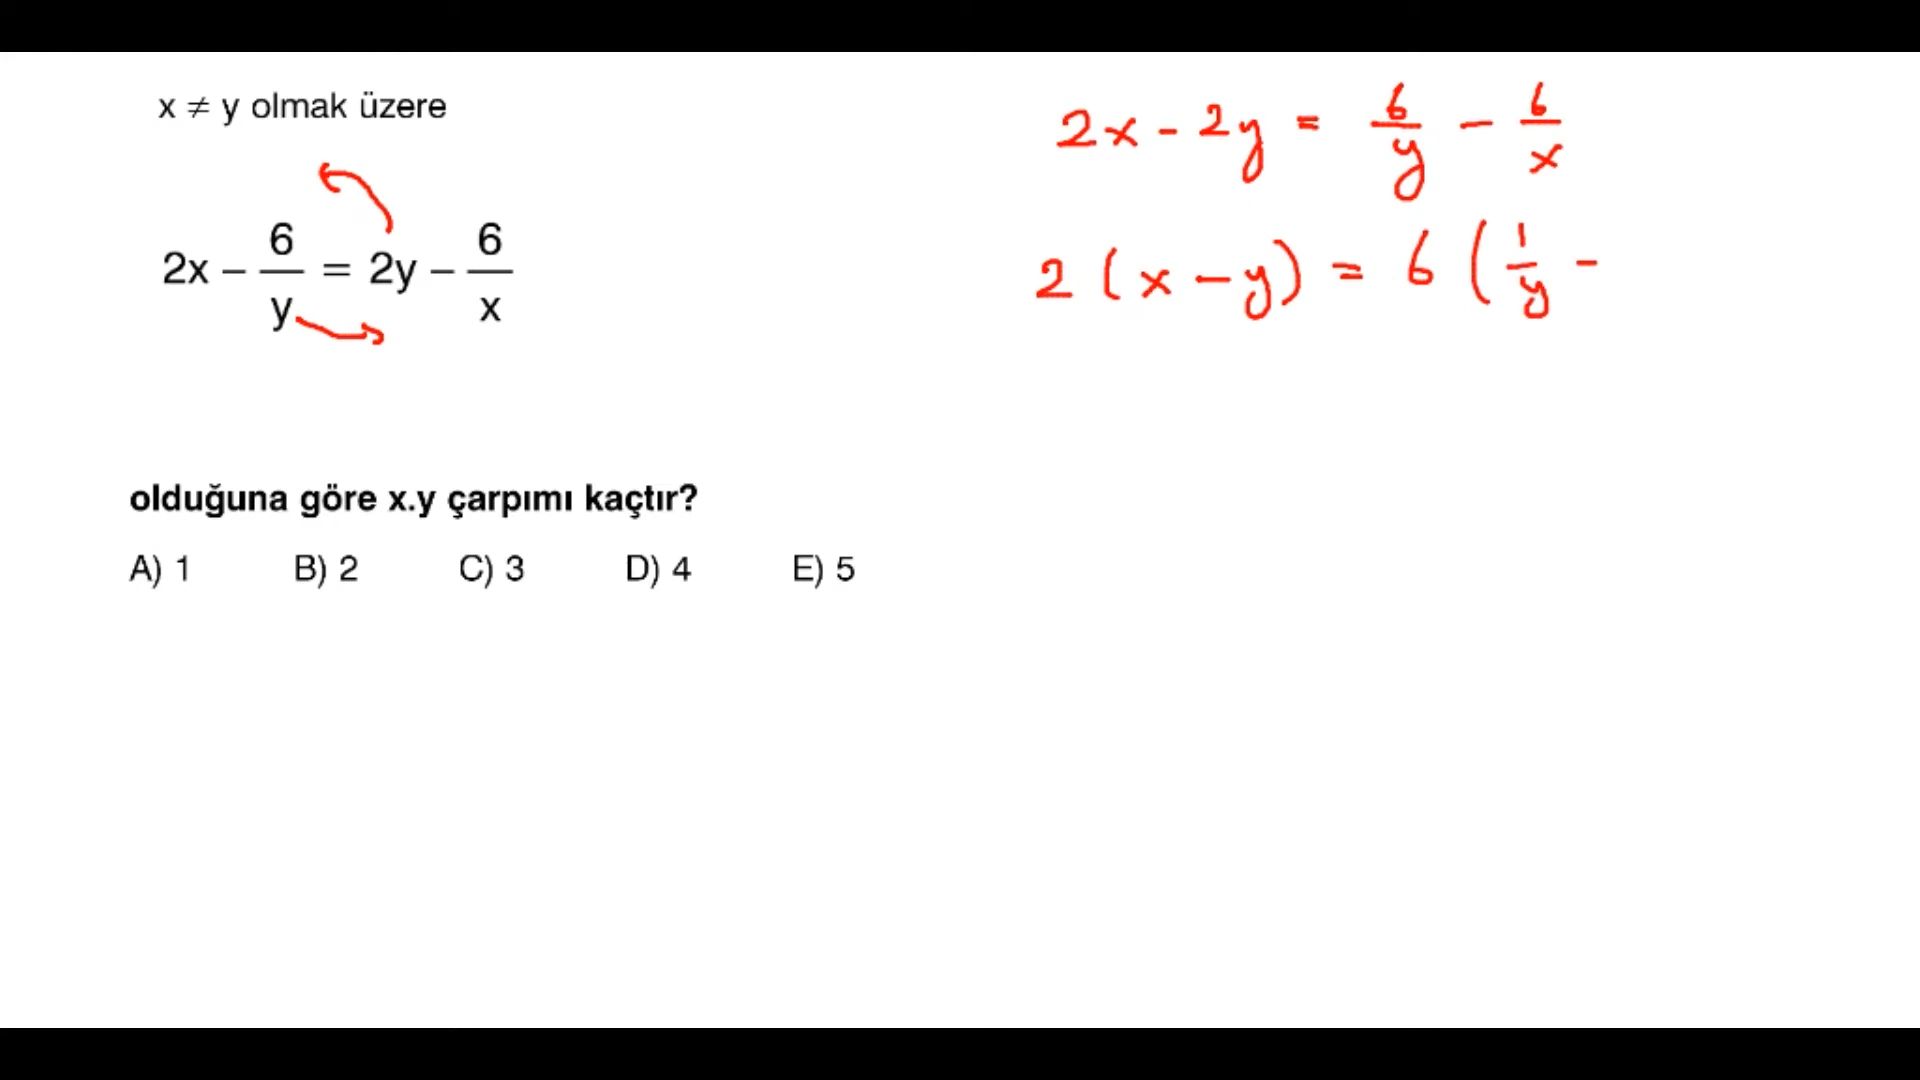 x ≠ y olmak üzere
2x − 6/y = 2y − 6/x
olduğuna göre x.y çarpımı kaçtır?
A) 1 B) 2 C) 3 D) 4 E) 5
2x - 2y = 6/y - 6/x
2 (x - y) = 6 (1/y -